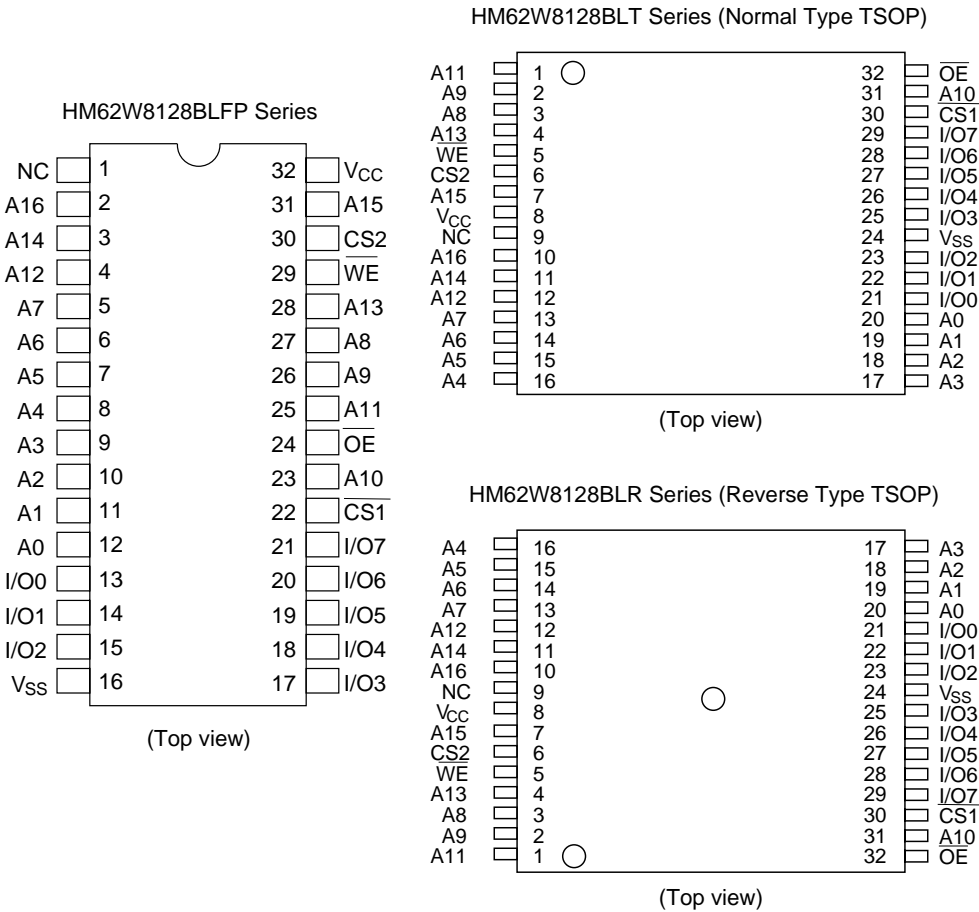 HM62W8128BLFP Series
NC 1 32 VCC
A16 2 31 A15
A14 3 30 CS2
A12 4 29 WE
A7 5 28 A13
A6 6 27 A8
A5 7 26 A9
A4 8 25 A11
A3 9 24 OE
A2 10 23 A10
A1 11 22 CS1
A0 12 21 I/O7
I/O0 13 20 I/O6
I/O1 14 19 I/O5
I/O2 15 18 I/O4
VSS 16 17 I/O3
(Top view)
HM62W8128BLT Series (Normal Type TSOP)
A11 1 32 OE
A9 2 31 A10
A8 3 30 CS1
A13 4 29 I/O7
WE 5 28 I/O6
CS2 6 27 I/O5
A15 7 26 I/O4
VCC 8 25 I/O3
NC 9 24 VSS
A16 10 23 I/O2
A14 11 22 I/O1
A12 12 21 I/O0
A7 13 20 A0
A6 14 19 A1
A5 15 18 A2
A4 16 17 A3
(Top view)
HM62W8128BLR Series (Reverse Type TSOP)
A4 16 17 A3
A5 15 18 A2
A6 14 19 A1
A7 13 20 A0
A12 12 21 I/O0
A14 11 22 I/O1
A16 10 23 I/O2
NC 9 24 VSS
VCC 8 25 I/O3
A15 7 26 I/O4
CS2 6 27 I/O5
WE 5 28 I/O6
A13 4 29 I/O7
A8 3 30 CS1
A9 2 31 A10
A11 1 32 OE
(Top view)